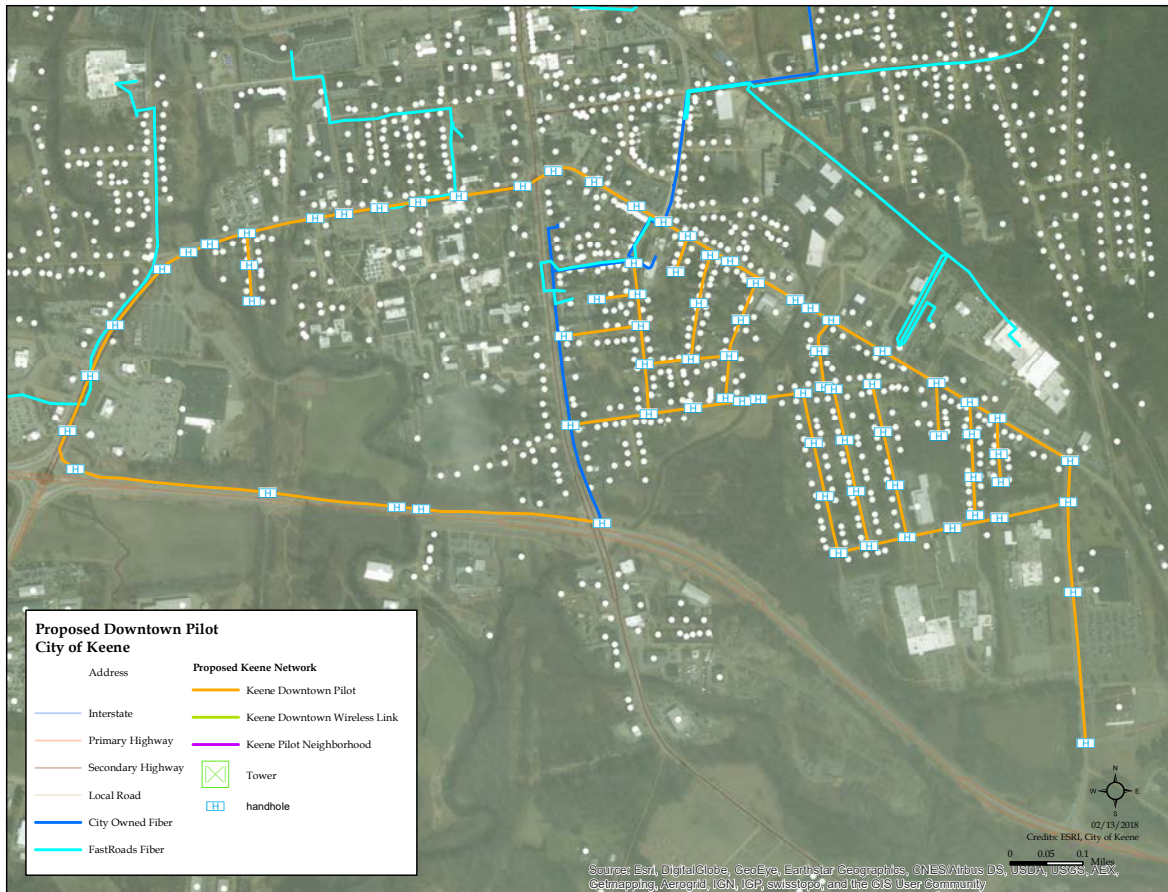 Proposed Downtown Pilot
City of Keene
Address
Interstate
Primary Highway
Secondary Highway
Local Road
City Owned Fiber
FastRoads Fiber
Proposed Keene Network
Keene Downtown Pilot
Keene Downtown Wireless Link
Keene Pilot Neighborhood
Tower
H handhole
N
W E
S
02/13/2018
Credits: ESRI, City of Keene
0 0.05 0.1
Miles
Source: Esri, DigitalGlobe, GeoEye, Earthstar Geographics, CNES/Airbus DS, USDA, USGS, AEX,
Getmapping, Aerogrid, IGN, IGP, swisstopo, and the GIS User Community